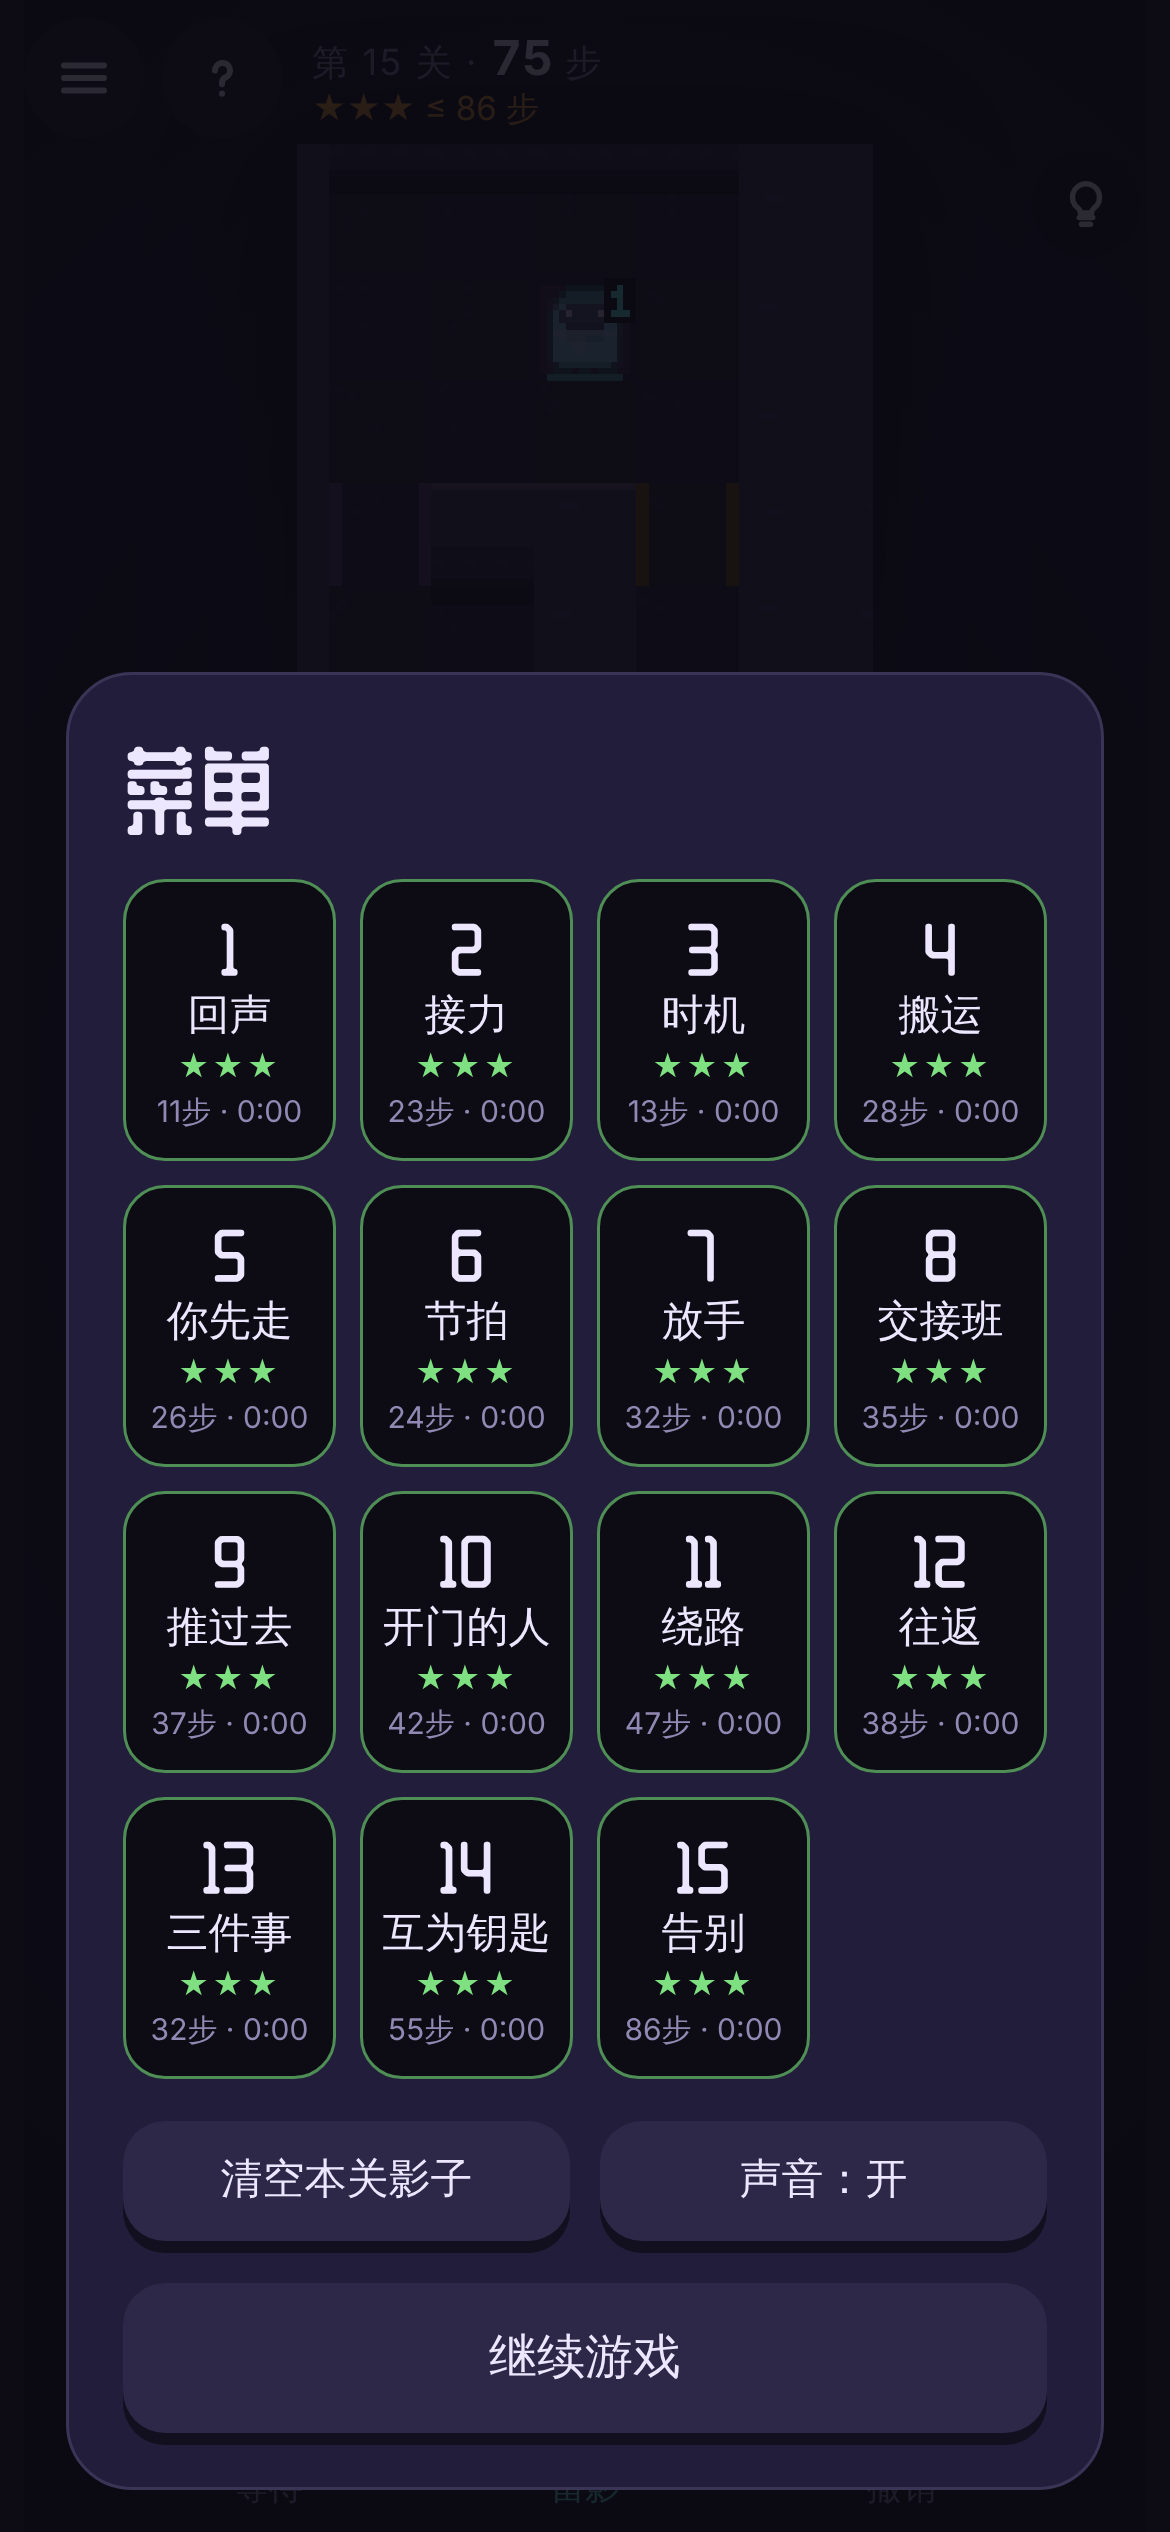 第 15 关 · 75 步
★★★ ≤ 86 步
1
菜单
1
回声
★★★
11步 · 0:00
2
接力
★★★
23步 · 0:00
3
时机
★★★
13步 · 0:00
4
搬运
★★★
28步 · 0:00
5
你先走
★★★
26步 · 0:00
6
节拍
★★★
24步 · 0:00
7
放手
★★★
32步 · 0:00
8
交接班
★★★
35步 · 0:00
9
推过去
★★★
37步 · 0:00
10
开门的人
★★★
42步 · 0:00
11
绕路
★★★
47步 · 0:00
12
往返
★★★
38步 · 0:00
13
三件事
★★★
32步 · 0:00
14
互为钥匙
★★★
55步 · 0:00
15
告别
★★★
86步 · 0:00
清空本关影子
声音：开
继续游戏
等待
留影
撤销